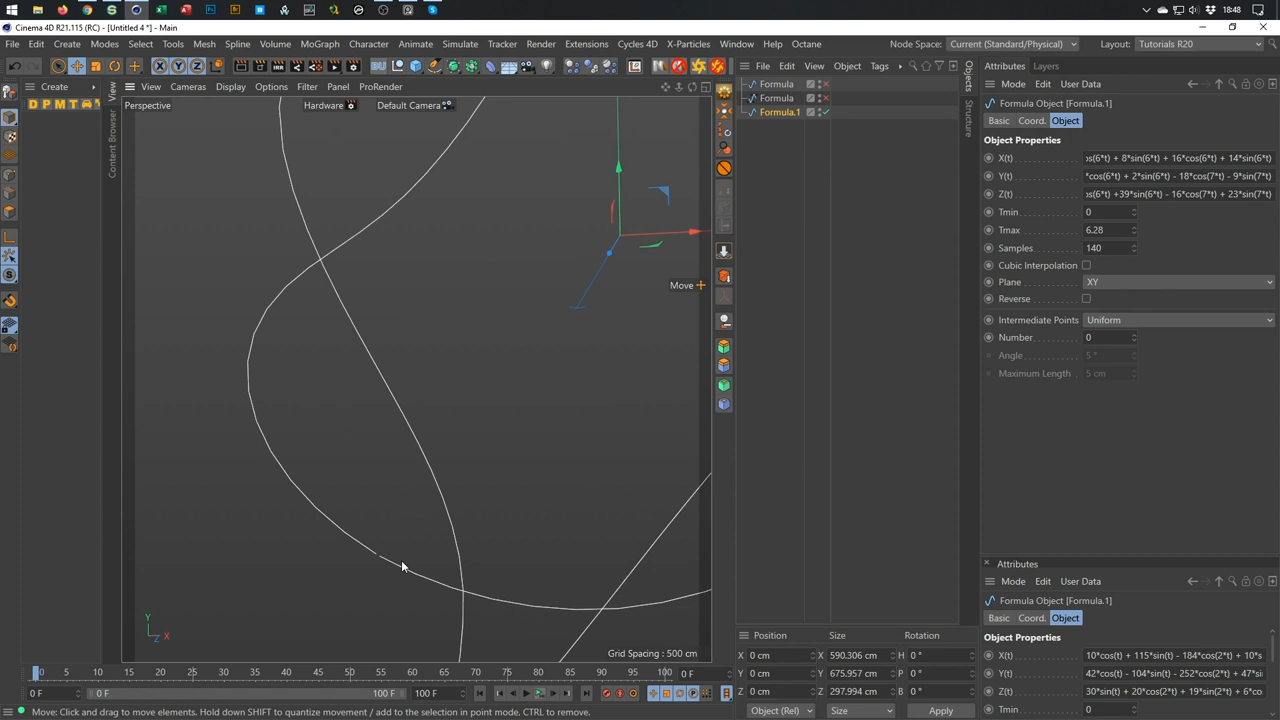 18:48
Cinema 4D R21.115 (RC) - [Untitled 4 *] - Main
File Edit Create Modes Select Tools Mesh Spline Volume MoGraph Character Animate Simulate Tracker Render Extensions Cycles 4D X-Particles Window Help Octane Node Space: Current (Standard/Physical) Layout: Tutorials R20
View Cameras Display Options Filter Panel ProRender
Create
D P M T
View
Content Browser
Perspective Hardware Default Camera
Move
Grid Spacing : 500 cm
Y
Z X
File Edit View Object Tags
Formula
Formula
Formula.1
Objects
Structure
Attributes Layers
Mode Edit User Data
Formula Object [Formula.1]
Basic Coord. Object
Object Properties
X(t) os(6*t) + 8*sin(6*t) + 16*cos(6*t) + 14*sin(6*t)
Y(t) *cos(6*t) + 2*sin(6*t) - 18*cos(7*t) - 9*sin(7*t)
Z(t) os(6*t) +39*sin(6*t) - 16*cos(7*t) + 23*sin(7*t)
Tmin 0
Tmax 6.28
Samples 140
Cubic Interpolation
Plane XY
Reverse
Intermediate Points Uniform
Number 0
Angle 5 °
Maximum Length 5 cm
Attributes
Mode Edit User Data
Formula Object [Formula.1]
Basic Coord. Object
Object Properties
X(t) 10*cos(t) + 115*sin(t) - 184*cos(2*t) + 10*s
Y(t) 42*cos(t) - 104*sin(t) - 252*cos(2*t) + 47*si
Z(t) 30*sin(t) + 20*cos(2*t) + 19*sin(2*t) + 6*co
Tmin 0
Position Size Rotation
X 0 cm X 590.306 cm H 0 °
Y 0 cm Y 675.957 cm P 0 °
Z 0 cm Z 297.994 cm B 0 °
Object (Rel) Size Apply
0 5 10 15 20 25 30 35 40 45 50 55 60 65 70 75 80 85 90 95 100 0 F
0 F 0 F 100 F 100 F
Move: Click and drag to move elements. Hold down SHIFT to quantize movement / add to the selection in point mode. CTRL to remove.